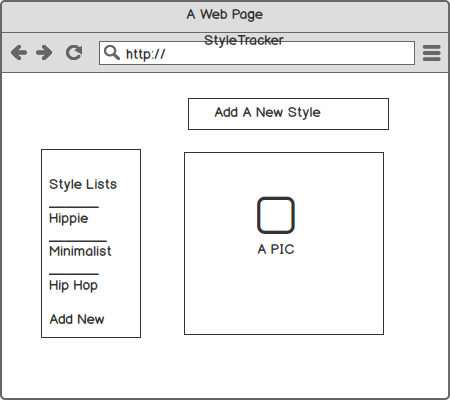 A Web Page
StyleTracker
http://
Add A New Style
Style Lists
Hippie
Minimalist
Hip Hop
Add New
A PIC